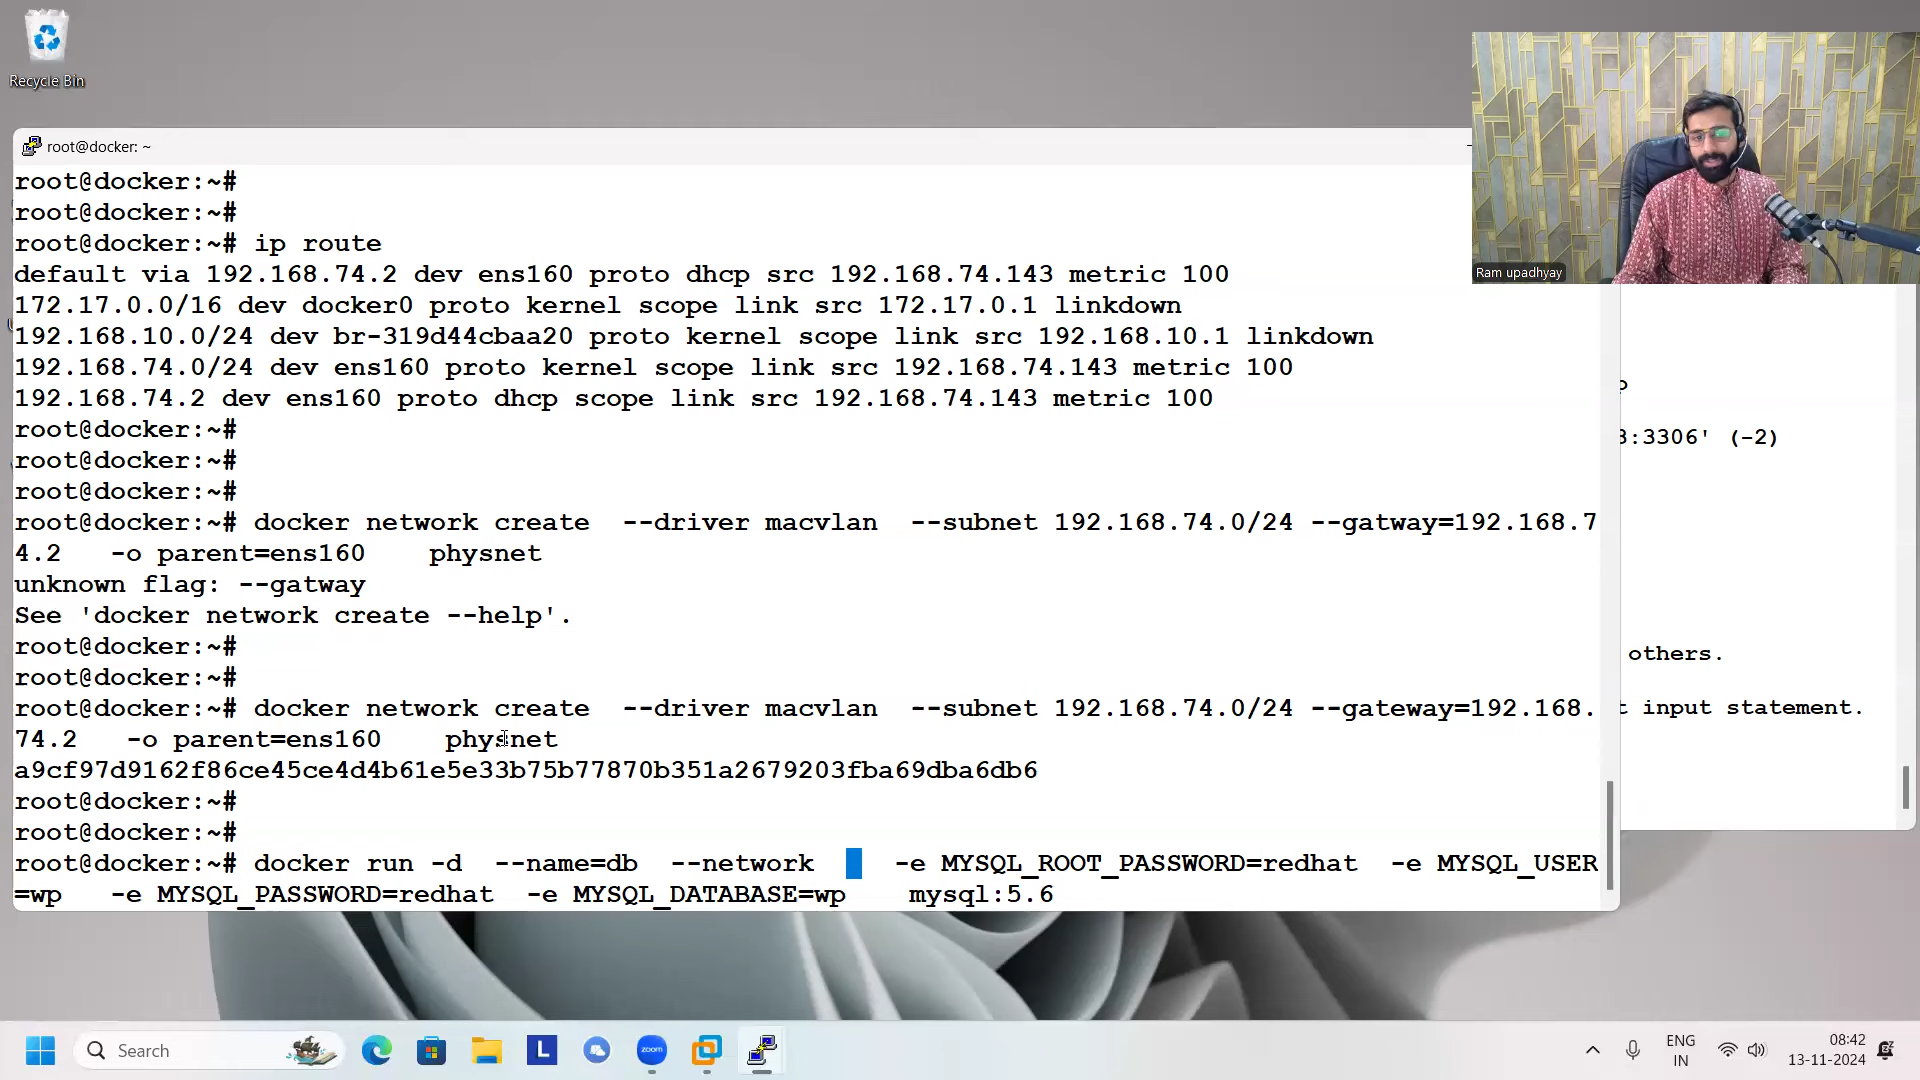 Recycle Bin
root@docker: ~
root@docker:~#
root@docker:~#
root@docker:~# ip route
default via 192.168.74.2 dev ens160 proto dhcp src 192.168.74.143 metric 100
172.17.0.0/16 dev docker0 proto kernel scope link src 172.17.0.1 linkdown
192.168.10.0/24 dev br-319d44cbaa20 proto kernel scope link src 192.168.10.1 linkdown
192.168.74.0/24 dev ens160 proto kernel scope link src 192.168.74.143 metric 100
192.168.74.2 dev ens160 proto dhcp scope link src 192.168.74.143 metric 100
root@docker:~#
root@docker:~#
root@docker:~#
root@docker:~# docker network create  --driver macvlan  --subnet 192.168.74.0/24 --gatway=192.168.7
4.2   -o parent=ens160    physnet
unknown flag: --gatway
See 'docker network create --help'.
root@docker:~#
root@docker:~#
root@docker:~# docker network create  --driver macvlan  --subnet 192.168.74.0/24 --gateway=192.168.
74.2   -o parent=ens160    physnet
a9cf97d9162f86ce45ce4d4b61e5e33b75b77870b351a2679203fba69dba6db6
root@docker:~#
root@docker:~#
root@docker:~# docker run -d  --name=db  --network     -e MYSQL_ROOT_PASSWORD=redhat  -e MYSQL_USER
=wp   -e MYSQL_PASSWORD=redhat  -e MYSQL_DATABASE=wp    mysql:5.6
Ram upadhyay
:3306' (-2)
others.
t input statement.
Search
L
zoom
ENG
IN
08:42
13-11-2024